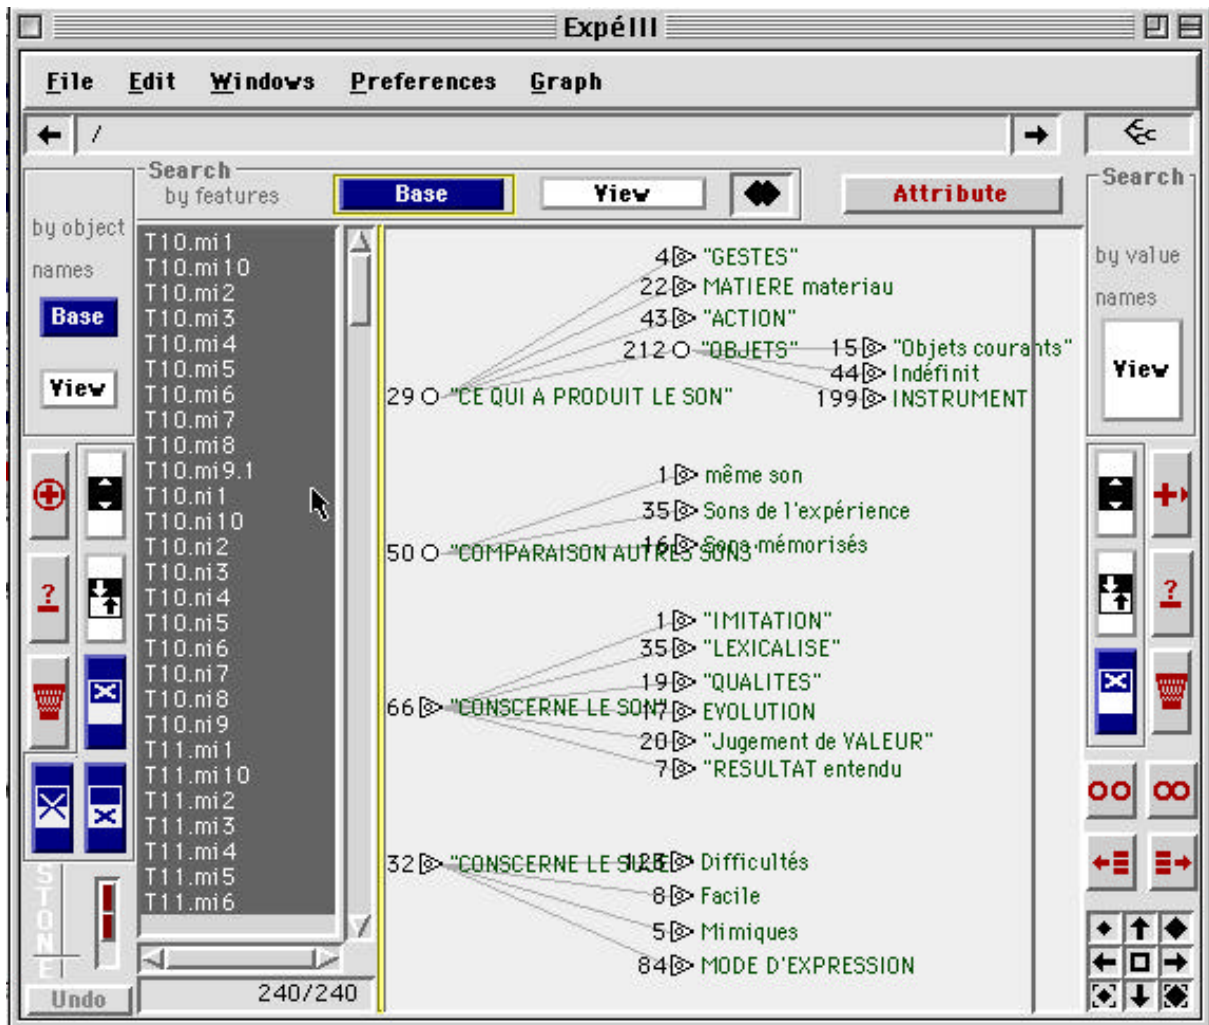 ExpéIII
File Edit Windows Preferences Graph
/
Search
by features
Base
View
Attribute
Search
by object
names
Base
View
by value
names
View
T10.mi1
T10.mi10
T10.mi2
T10.mi3
T10.mi4
T10.mi5
T10.mi6
T10.mi7
T10.mi8
T10.mi9.1
T10.ni1
T10.ni10
T10.ni2
T10.ni3
T10.ni4
T10.ni5
T10.ni6
T10.ni7
T10.ni8
T10.ni9
T11.mi1
T11.mi10
T11.mi2
T11.mi3
T11.mi4
T11.mi5
T11.mi6
240/240
4 "GESTES"
22 MATIERE materiau
43 "ACTION"
212 "OBJETS"
15 "Objets courants"
44 Indéfinit
199 INSTRUMENT
29 "CE QUI A PRODUIT LE SON"
1 même son
35 Sons de l'expérience
16 Sons mémorisés
50 "COMPARAISON AUTRES SONS"
1 "IMITATION"
35 "LEXICALISE"
19 "QUALITES"
66 "CONSCERNE LE SON"
17 EVOLUTION
20 "Jugement de VALEUR"
7 "RESULTAT entendu
32 "CONSCERNE LE
Difficultés
8 Facile
5 Mimiques
84 MODE D'EXPRESSION
?
?
STONE
Undo